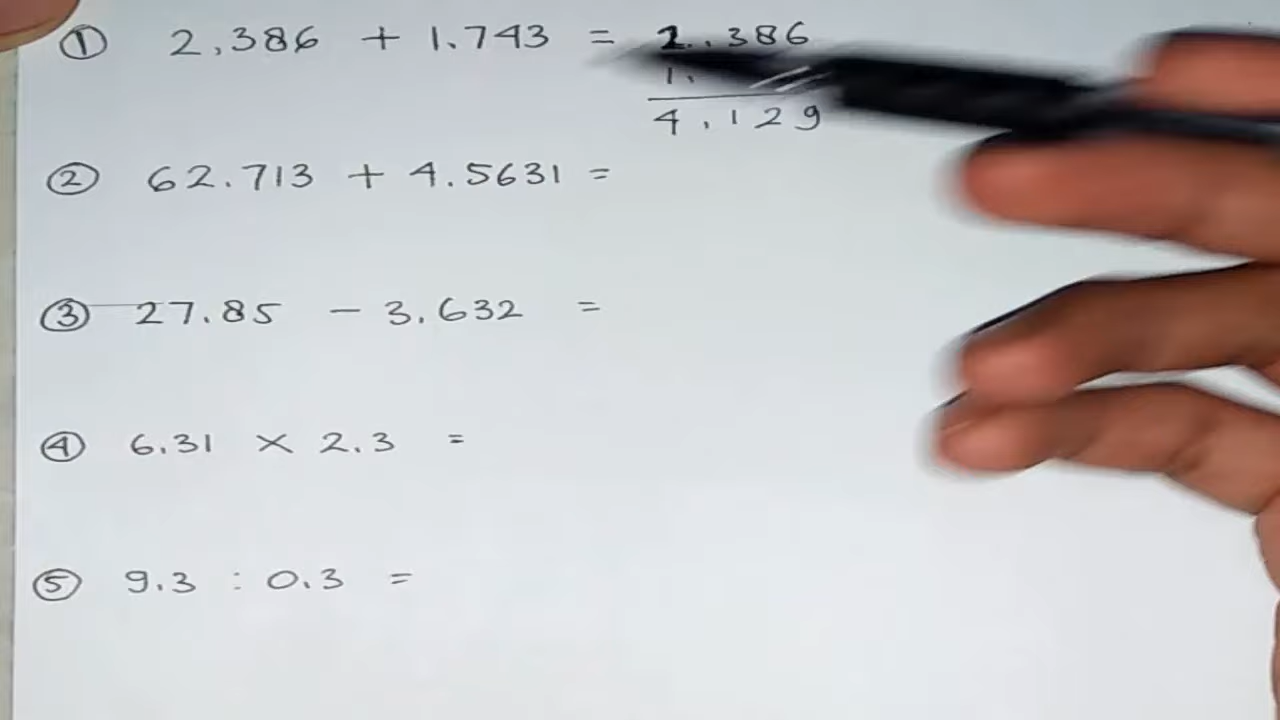 ① 2.386 + 1.743 = 2.386
1.
4.129
② 62.713 + 4.5631 =
③ 27.85 - 3.632 =
④ 6.31 × 2.3 =
⑤ 9.3 : 0.3 =